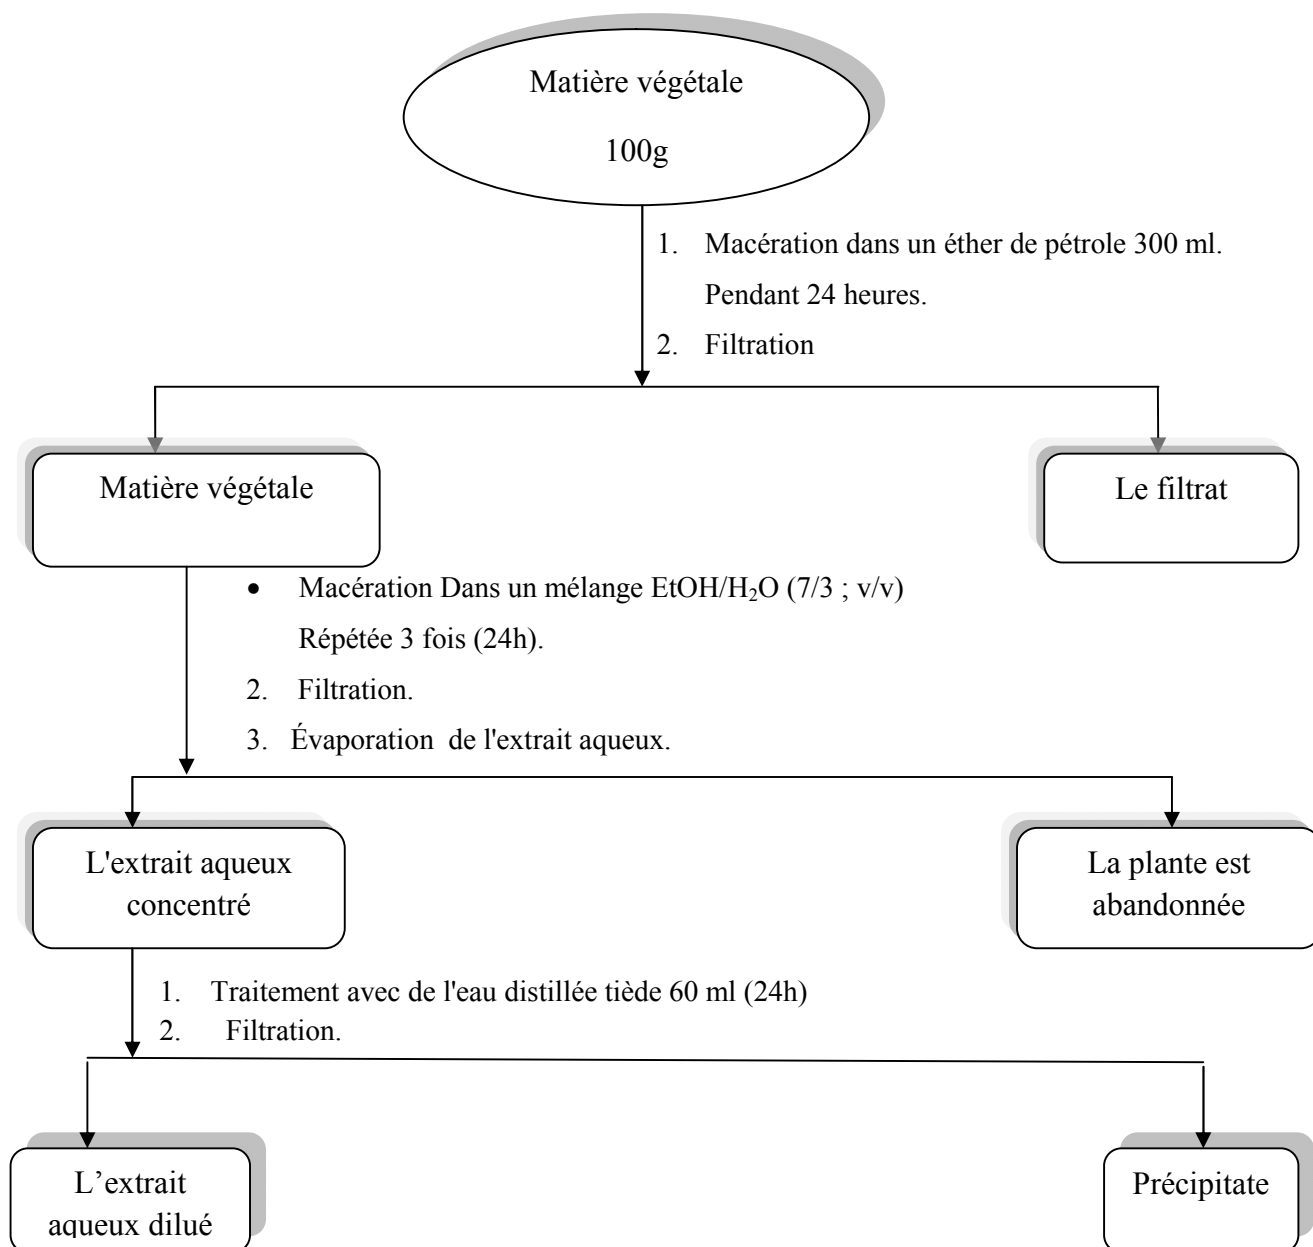 Matière végétale
100g
1. Macération dans un éther de pétrole 300 ml.
Pendant 24 heures.
2. Filtration
Matière végétale
Le filtrat
• Macération Dans un mélange EtOH/H₂O (7/3 ; v/v)
Répétée 3 fois (24h).
2. Filtration.
3. Évaporation de l'extrait aqueux.
L'extrait aqueux
concentré
La plante est
abandonnée
1. Traitement avec de l'eau distillée tiède 60 ml (24h)
2. Filtration.
L’extrait
aqueux dilué
Précipitate